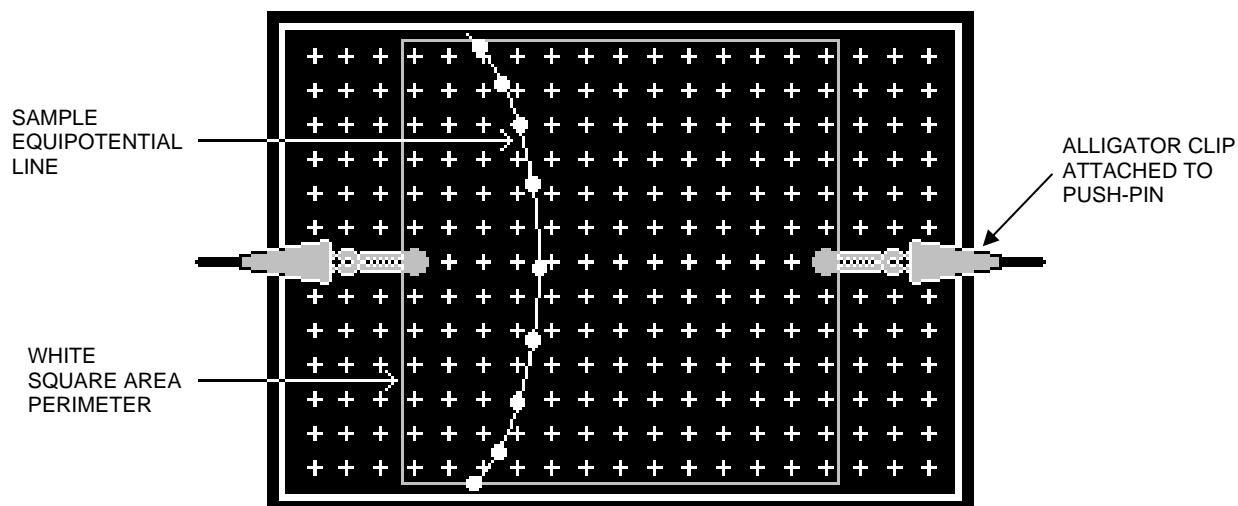 SAMPLE
EQUIPOTENTIAL
LINE
ALLIGATOR CLIP
ATTACHED TO
PUSH-PIN
WHITE
SQUARE AREA
PERIMETER